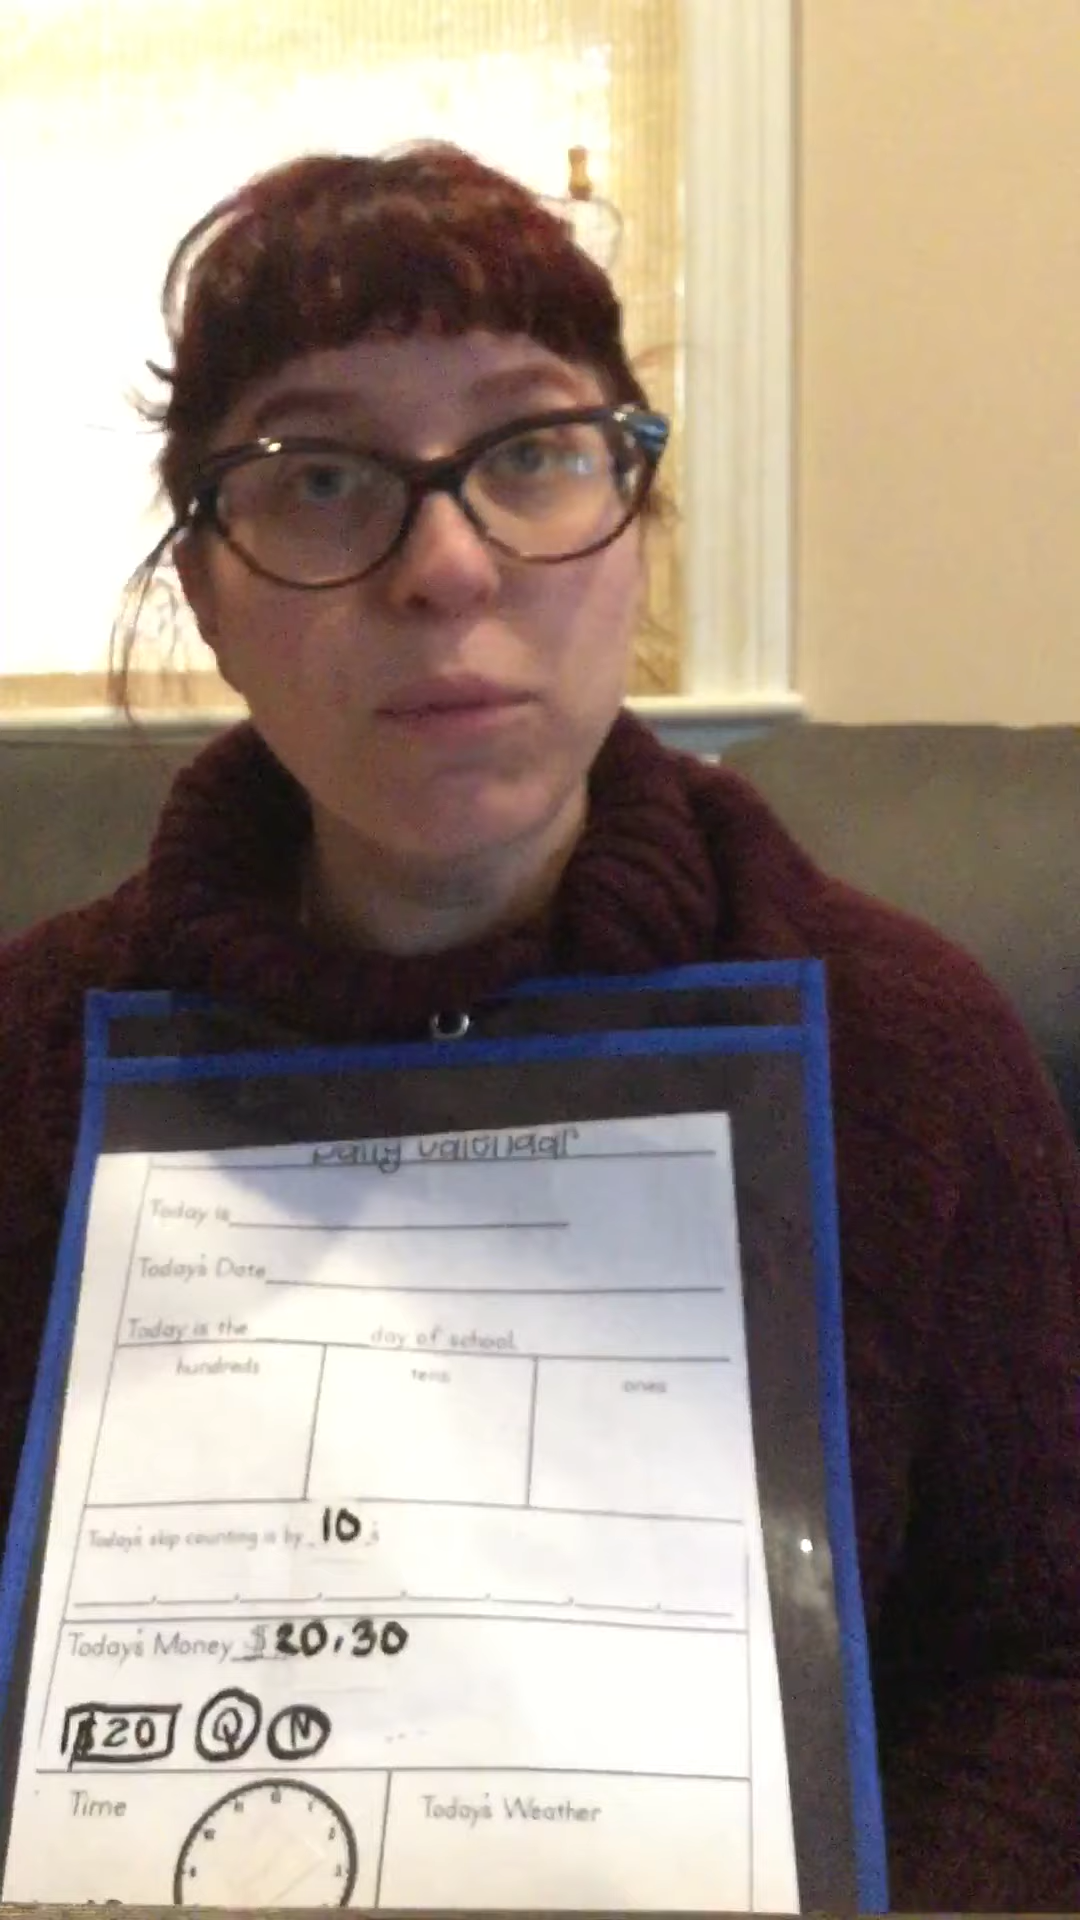 Today is
Today's Date
Today is the day of school
hundreds tens ones
Today's skip counting is by 10's
Today's Money $20.30
$20 Q N
Time Today's Weather